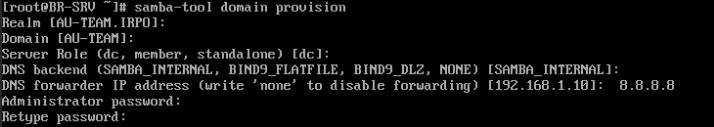 [root@BR-SRV ~]# samba-tool domain provision
Realm [AU-TEAM.IRPO]:
Domain [AU-TEAM]:
Server Role (dc, member, standalone) [dc]:
DNS backend (SAMBA_INTERNAL, BIND9_FLATFILE, BIND9_DLZ, NONE) [SAMBA_INTERNAL]:
DNS forwarder IP address (write 'none' to disable forwarding) [192.168.1.10]:  8.8.8.8
Administrator password:
Retype password: